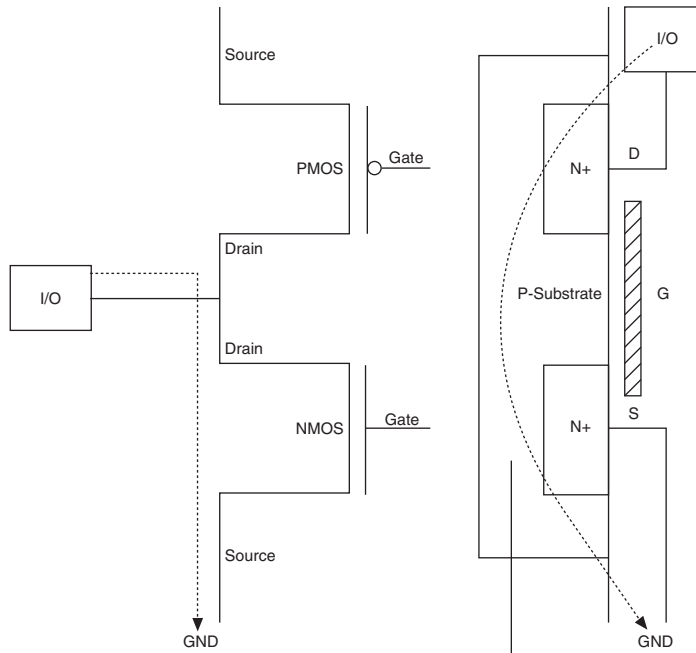 Source
PMOS
Gate
Drain
I/O
Drain
NMOS
Gate
Source
GND
I/O
N+
D
P-Substrate
G
S
N+
GND